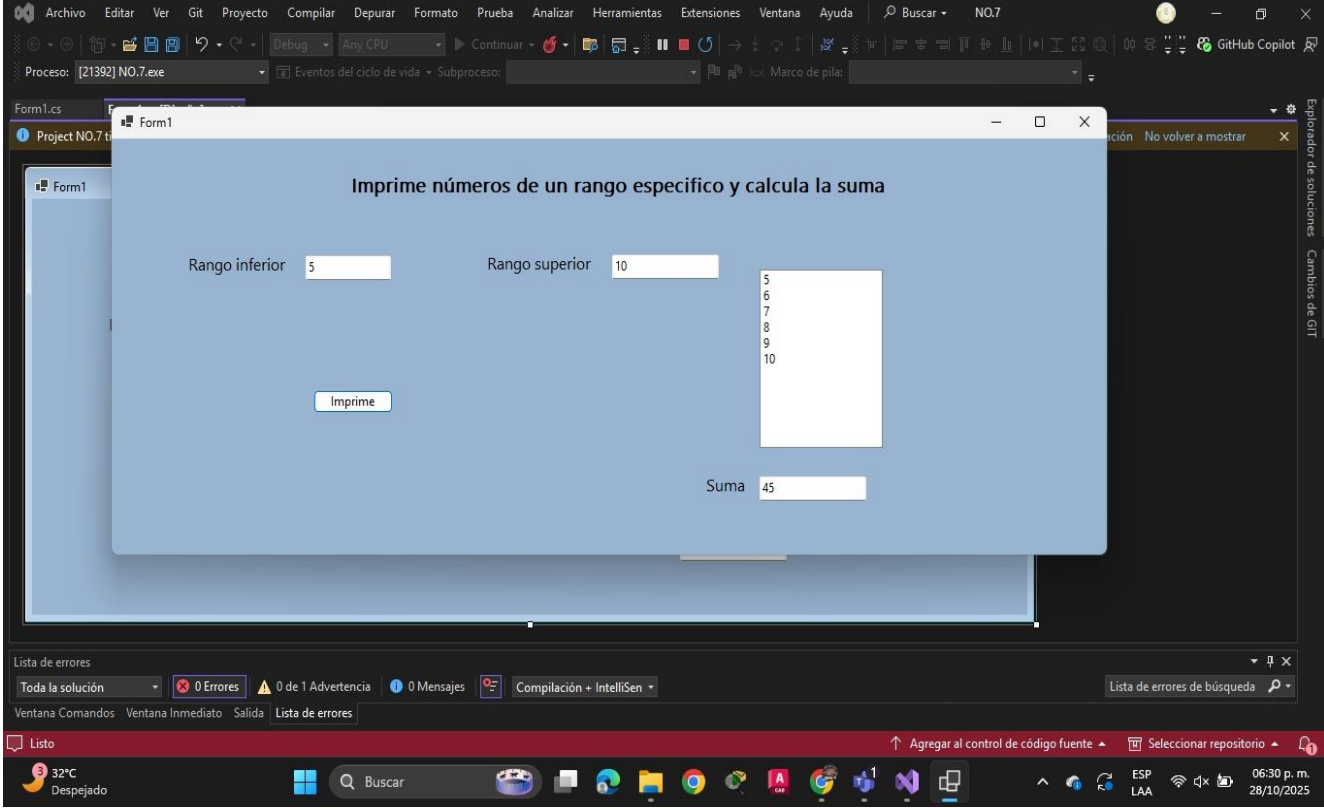 Archivo Editar Ver Git Proyecto Compilar Depurar Formato Prueba Analizar Herramientas Extensiones Ventana Ayuda Buscar NO.7
Debug Any CPU Continuar GitHub Copilot
Proceso: [21392] NO.7.exe Eventos del ciclo de vida Subproceso: Marco de pila:
Form1.cs
Project NO.7 ti
ación No volver a mostrar
Form1
Form1
Imprime números de un rango especifico y calcula la suma
Rango inferior 5 Rango superior 10
5
6
7
8
9
10
Imprime
Suma 45
Explorador de soluciones
Cambios de GIT
Lista de errores
Toda la solución 0 Errores 0 de 1 Advertencia 0 Mensajes Compilación + IntelliSen Lista de errores de búsqueda
Ventana Comandos Ventana Inmediato Salida Lista de errores
Listo Agregar al control de código fuente Seleccionar repositorio 1
3 32°C
Despejado
Buscar
A
CAD
1
ESP
LAA
06:30 p. m.
28/10/2025